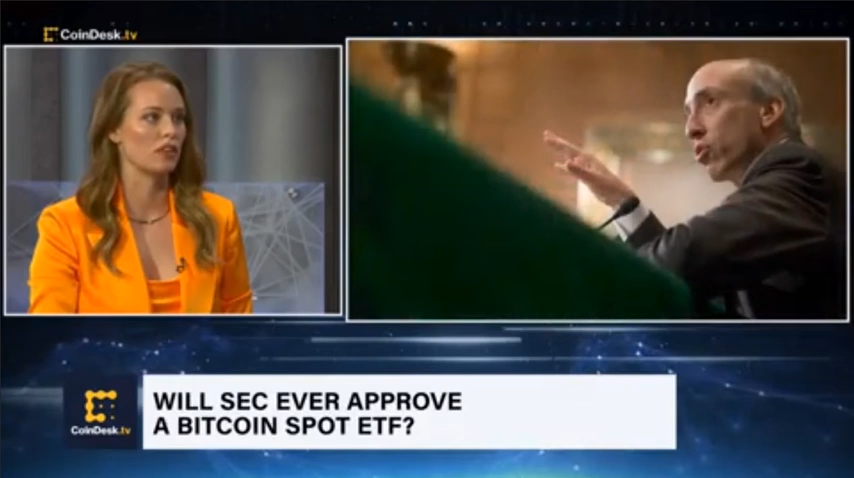 CoinDesk.tv
WILL SEC EVER APPROVE
A BITCOIN SPOT ETF?
CoinDesk.tv